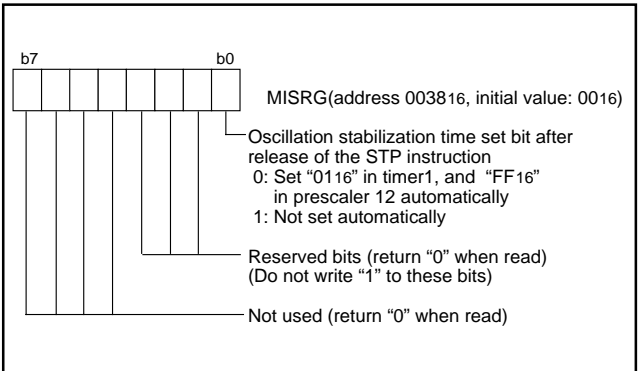 b7 b0
MISRG(address 003816, initial value: 0016)
Oscillation stabilization time set bit after
release of the STP instruction
0: Set “0116” in timer1, and “FF16”
in prescaler 12 automatically
1: Not set automatically
Reserved bits (return “0” when read)
(Do not write “1” to these bits)
Not used (return “0” when read)